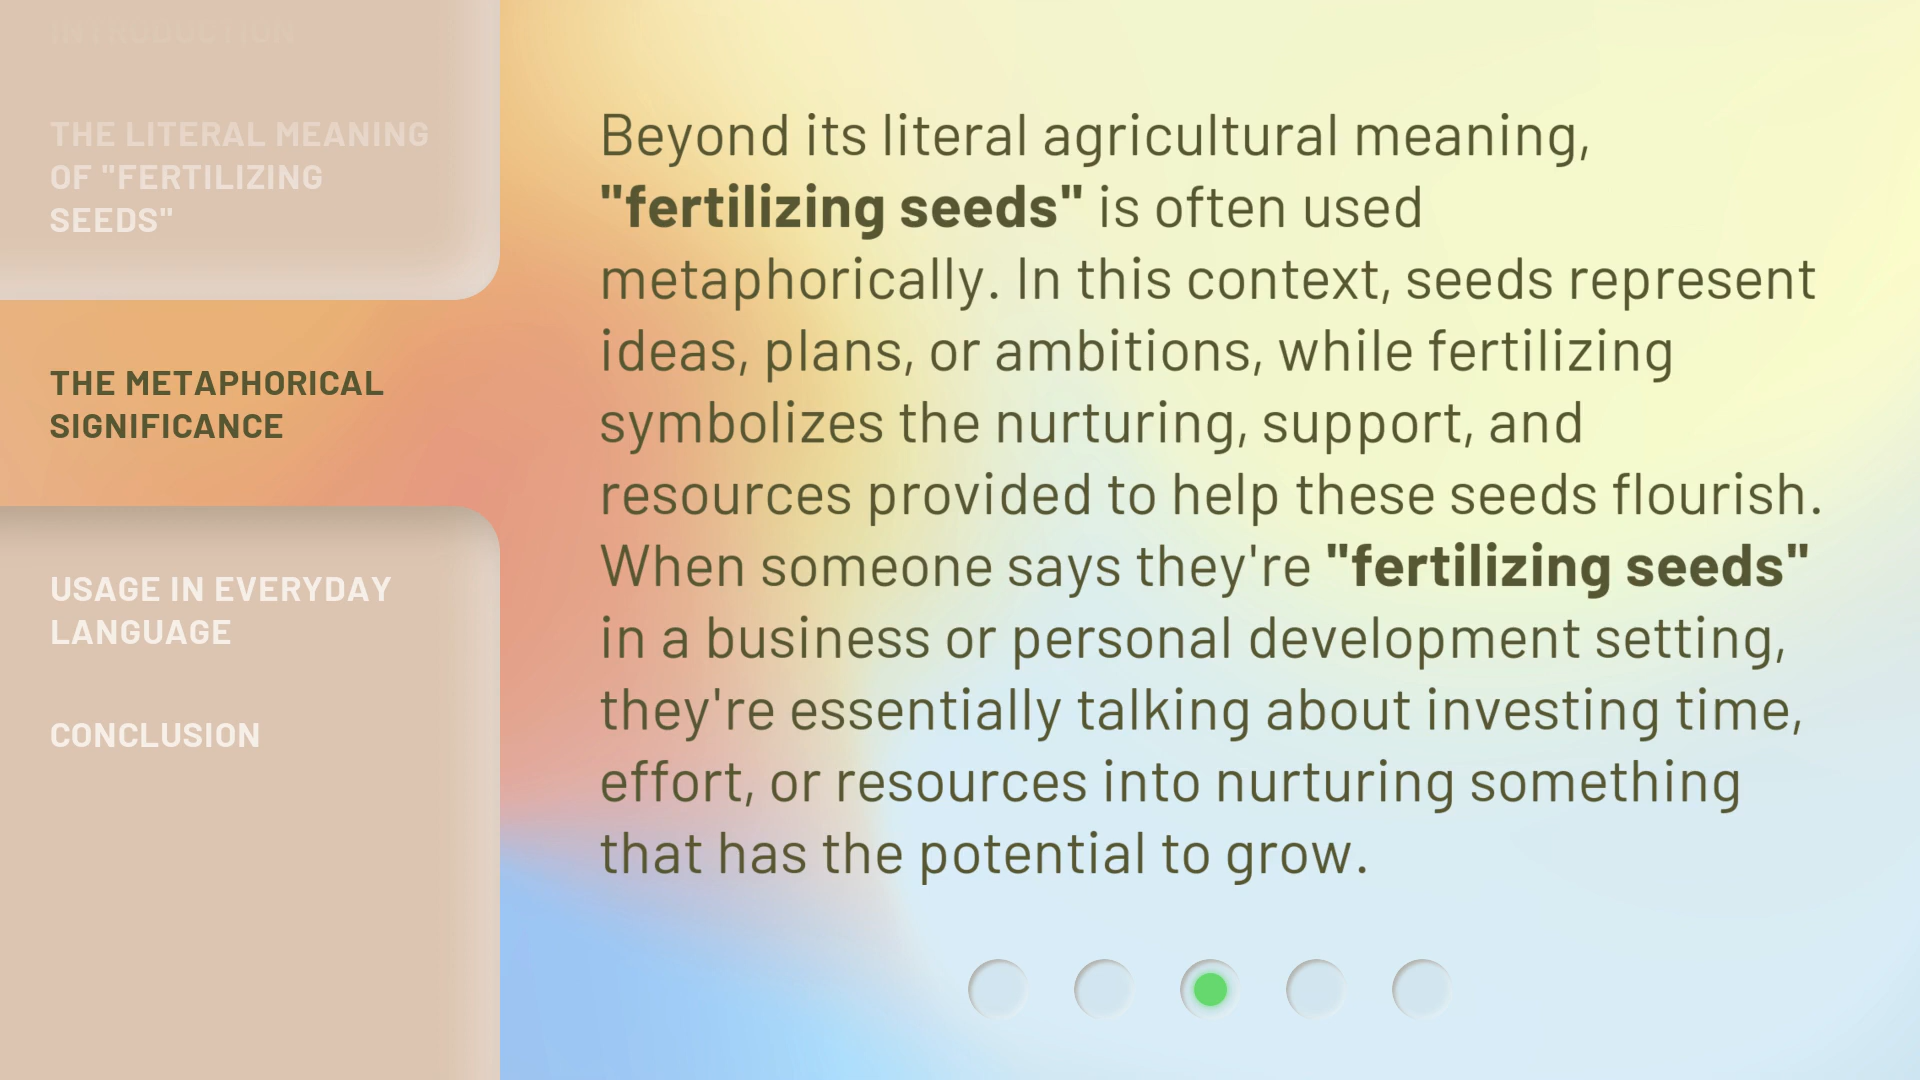 INTRODUCTION
THE LITERAL MEANING
OF "FERTILIZING
SEEDS"
THE METAPHORICAL
SIGNIFICANCE
USAGE IN EVERYDAY
LANGUAGE
CONCLUSION
Beyond its literal agricultural meaning,
"fertilizing seeds" is often used
metaphorically. In this context, seeds represent
ideas, plans, or ambitions, while fertilizing
symbolizes the nurturing, support, and
resources provided to help these seeds flourish.
When someone says they're "fertilizing seeds"
in a business or personal development setting,
they're essentially talking about investing time,
effort, or resources into nurturing something
that has the potential to grow.